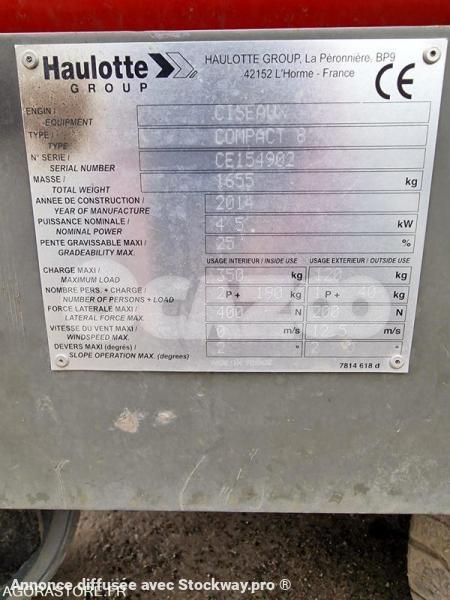 Haulotte
GROUP
HAULOTTE GROUP, La Péronnière, BP9
42152 L'Horme - France
CE
ENGIN /
EQUIPMENT
CISEAUX
TYPE /
TYPE
COMPACT 8
N° SERIE /
SERIAL NUMBER
CE154902
MASSE /
TOTAL WEIGHT
1655 kg
ANNÉE DE CONSTRUCTION /
YEAR OF MANUFACTURE
2014
PUISSANCE NOMINALE /
NOMINAL POWER
4.5 kW
PENTE GRAVISSABLE MAXI /
GRADEABILITY MAX.
25 %
USAGE INTERIEUR / INSIDE USE USAGE EXTERIEUR / OUTSIDE USE
CHARGE MAXI /
MAXIMUM LOAD
350 kg kg
NOMBRE PERS. + CHARGE /
NUMBER OF PERSONS + LOAD
2 P + kg P + kg
FORCE LATERALE MAXI /
LATERAL FORCE MAX.
400 N 200 N
VITESSE DU VENT MAXI /
WINDSPEED MAX.
0 m/s 12.5 m/s
DEVERS MAXI (degrés) /
SLOPE OPERATION MAX. (degrees)
2 ° 2 °
7814 618 d
Annonce diffusée avec Stockway.pro ®
AGORASTORE.FR